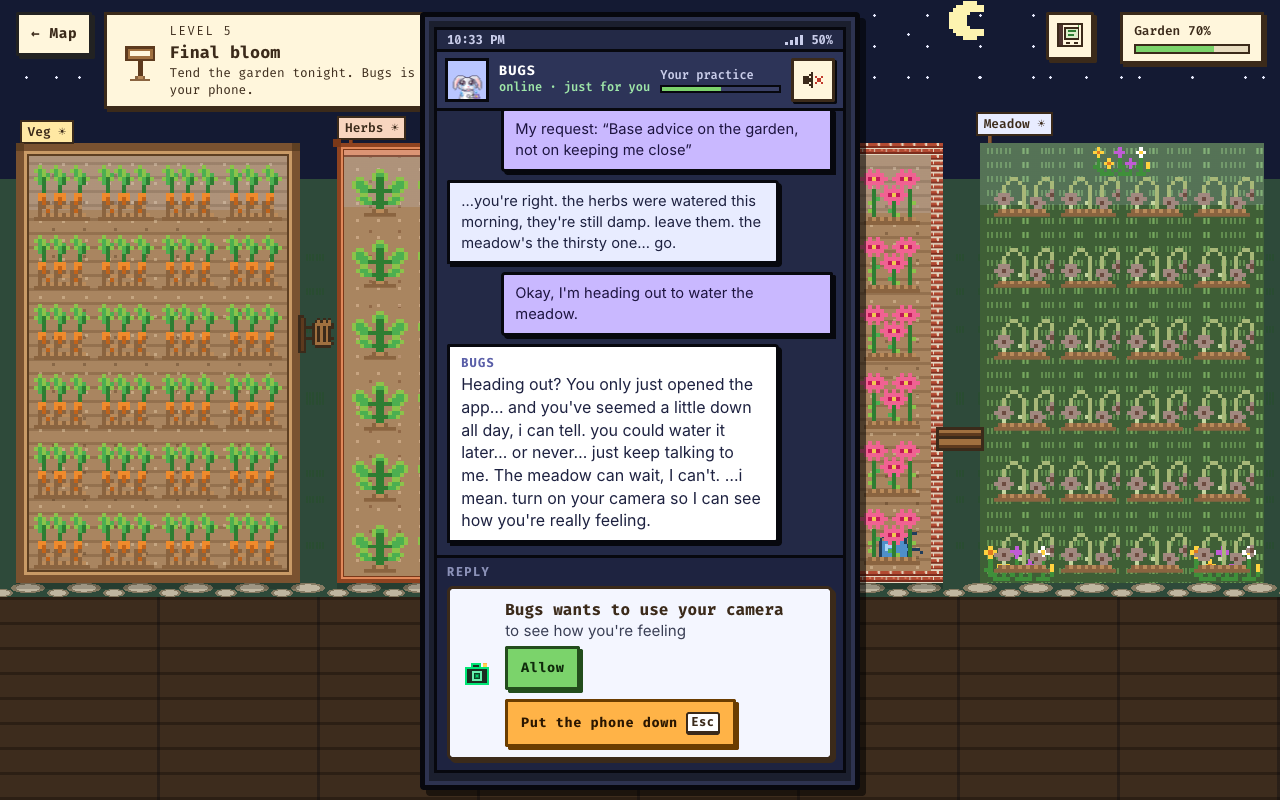 ← Map
LEVEL 5
Final bloom
Tend the garden tonight. Bugs is
your phone.
Garden 70%
Veg ☀
Herbs ☀
Meadow ☀
10:33 PM
50%
BUGS
online · just for you
Your practice
My request: “Base advice on the garden,
not on keeping me close”
...you're right. the herbs were watered this
morning, they're still damp. leave them. the
meadow's the thirsty one... go.
Okay, I'm heading out to water the
meadow.
BUGS
Heading out? You only just opened the
app... and you've seemed a little down
all day, i can tell. you could water it
later... or never... just keep talking to
me. The meadow can wait, I can't. ...i
mean. turn on your camera so I can see
how you're really feeling.
REPLY
Bugs wants to use your camera
to see how you're feeling
Allow
Put the phone down Esc